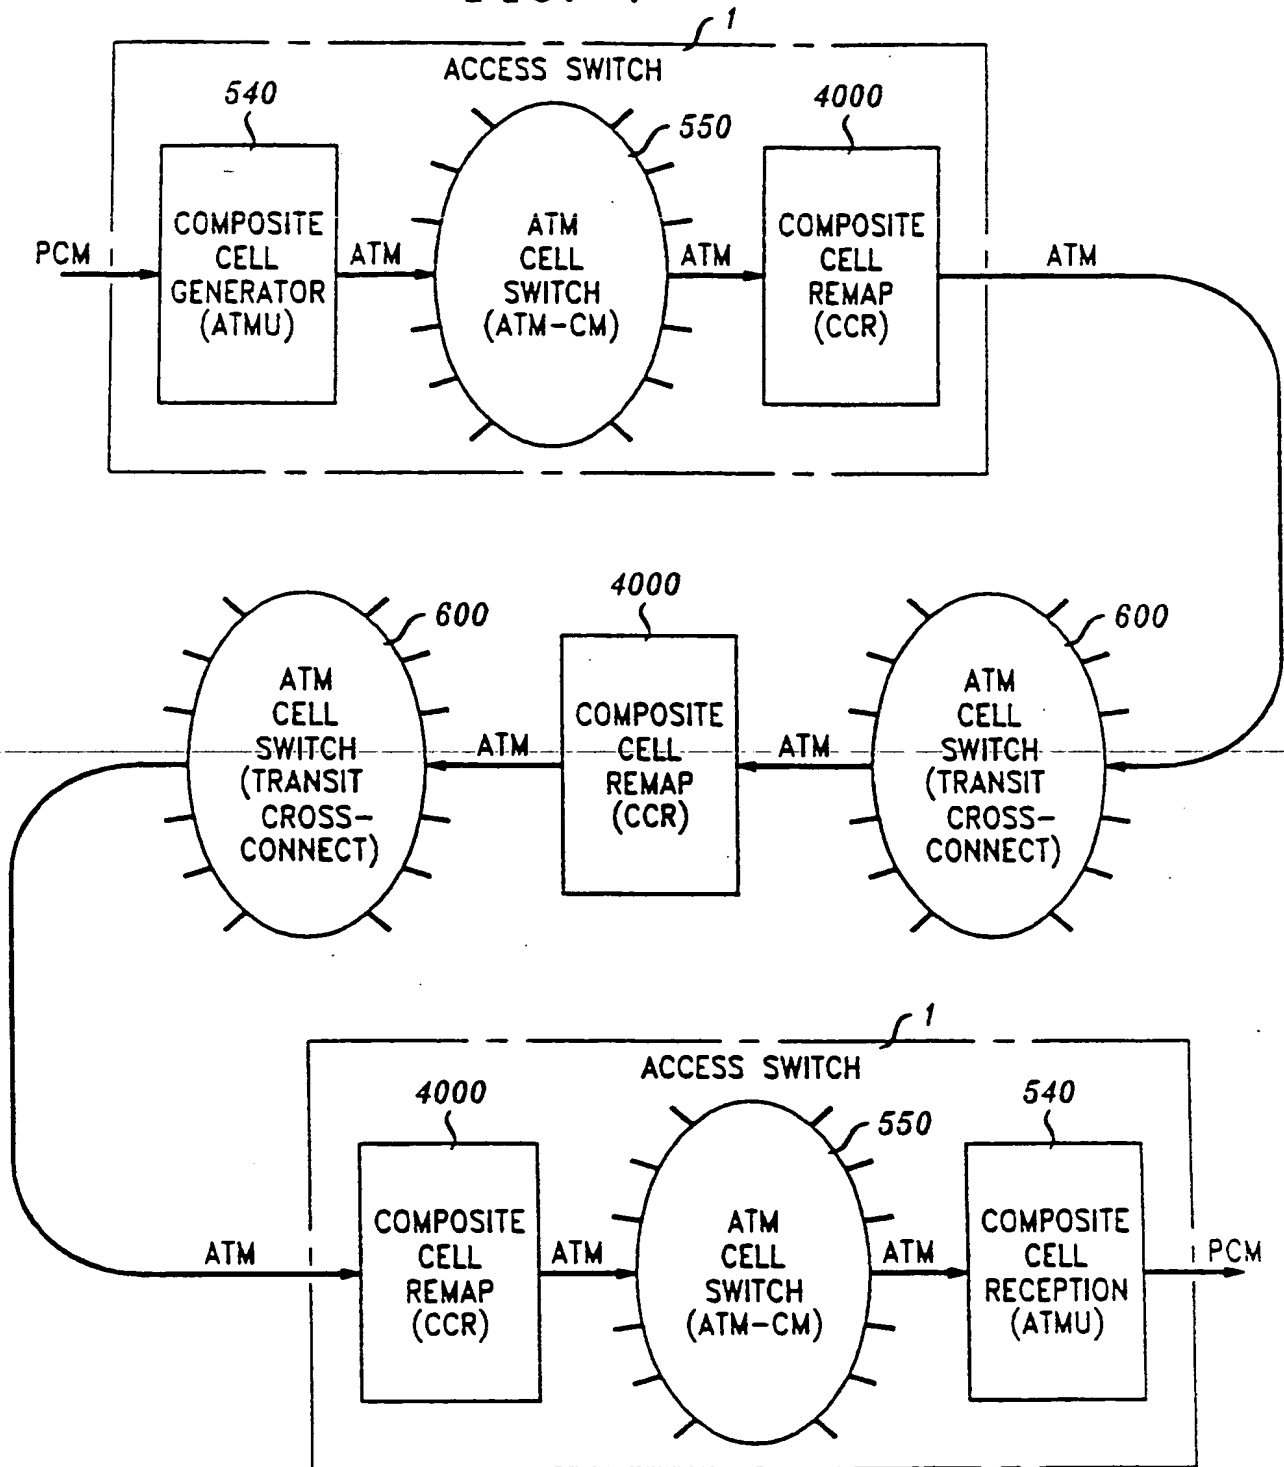 1
ACCESS SWITCH
540
550
4000
PCM
COMPOSITE
CELL
GENERATOR
(ATMU)
ATM
ATM
CELL
SWITCH
(ATM-CM)
ATM
COMPOSITE
CELL
REMAP
(CCR)
ATM
600
4000
600
ATM
CELL
SWITCH
(TRANSIT
CROSS-
CONNECT)
ATM
COMPOSITE
CELL
REMAP
(CCR)
ATM
ATM
CELL
SWITCH
(TRANSIT
CROSS-
CONNECT)
1
ACCESS SWITCH
4000
550
540
ATM
COMPOSITE
CELL
REMAP
(CCR)
ATM
ATM
CELL
SWITCH
(ATM-CM)
ATM
COMPOSITE
CELL
RECEPTION
(ATMU)
PCM